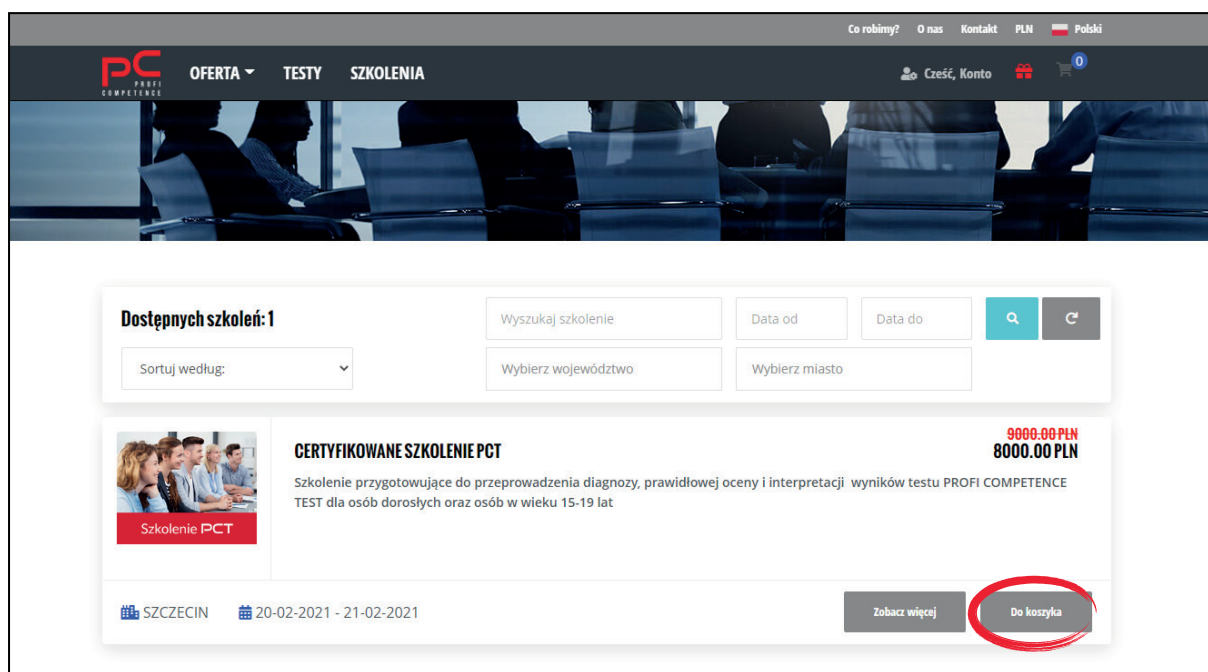 Co robimy? O nas Kontakt PLN Polski
PC
PROFI
COMPETENCE
OFERTA TESTY SZKOLENIA
Cześć, Konto 0
Dostępnych szkoleń: 1
Wyszukaj szkolenie Data od Data do
Sortuj według: Wybierz województwo Wybierz miasto
9000.00 PLN
CERTYFIKOWANE SZKOLENIE PCT 8000.00 PLN
Szkolenie przygotowujące do przeprowadzenia diagnozy, prawidłowej oceny i interpretacji wyników testu PROFI COMPETENCE
TEST dla osób dorosłych oraz osób w wieku 15-19 lat
Szkolenie PCT
SZCZECIN 20-02-2021 - 21-02-2021 Zobacz więcej Do koszyka